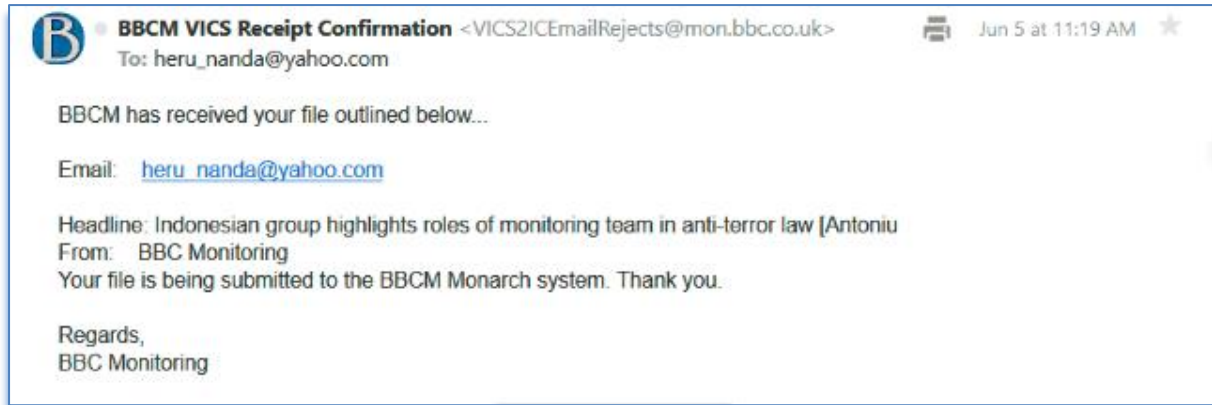 B BBCM VICS Receipt Confirmation <VICS2ICEmailRejects@mon.bbc.co.uk> Jun 5 at 11:19 AM
To: heru_nanda@yahoo.com
BBCM has received your file outlined below...
Email: heru_nanda@yahoo.com
Headline: Indonesian group highlights roles of monitoring team in anti-terror law [Antoniu
From: BBC Monitoring
Your file is being submitted to the BBCM Monarch system. Thank you.
Regards,
BBC Monitoring